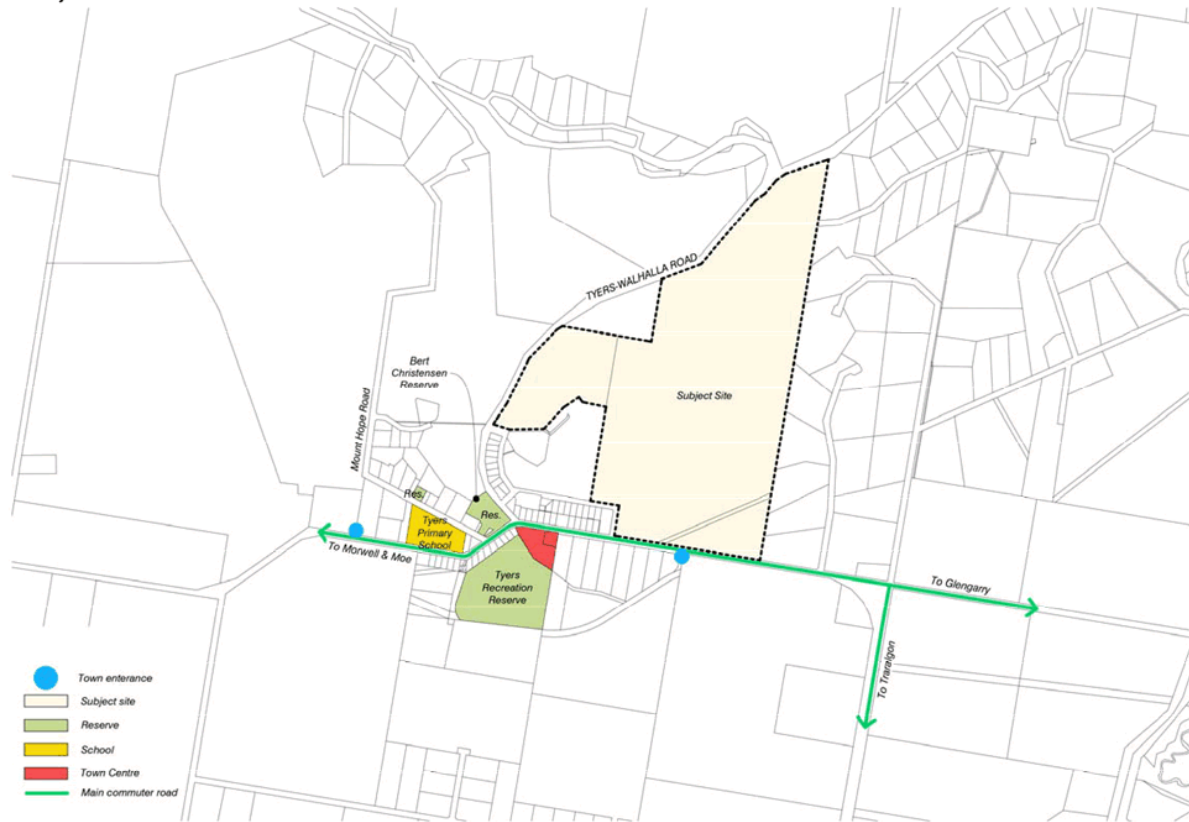 TYERS-WALHALLA ROAD
Bert
Christensen
Reserve
Subject Site
Mount Hope Road
Res.
Res.
Tyers
Primary
School
To Morwell & Moe
Tyers
Recreation
Reserve
To Glengarry
To Traralgon
Town enterance
Subject site
Reserve
School
Town Centre
Main commuter road